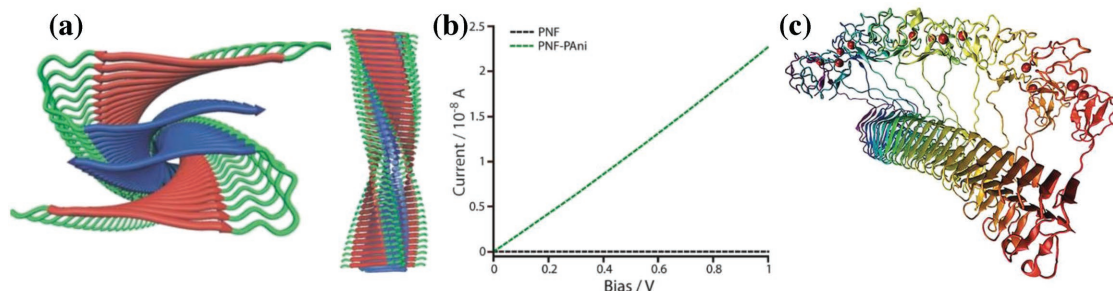 (a)
(b)
(c)
PNF
PNF-PAni
Current / 10⁻⁸ A
2.5
2
1.5
1
0.5
0
0 0.2 0.4 0.6 0.8 1
Bias / V